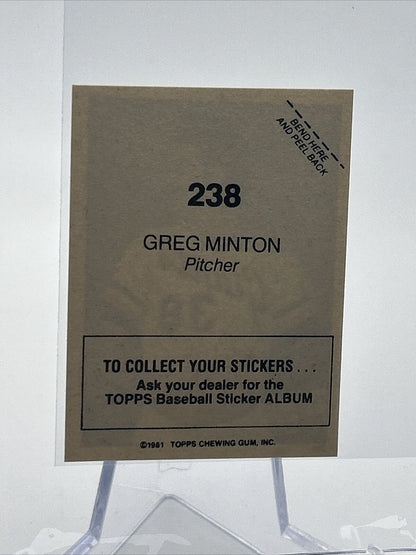 BEND HERE
AND PEEL BACK
238
GREG MINTON
Pitcher
TO COLLECT YOUR STICKERS...
Ask your dealer for the
TOPPS Baseball Sticker ALBUM
©1981 TOPPS CHEWING GUM, INC.